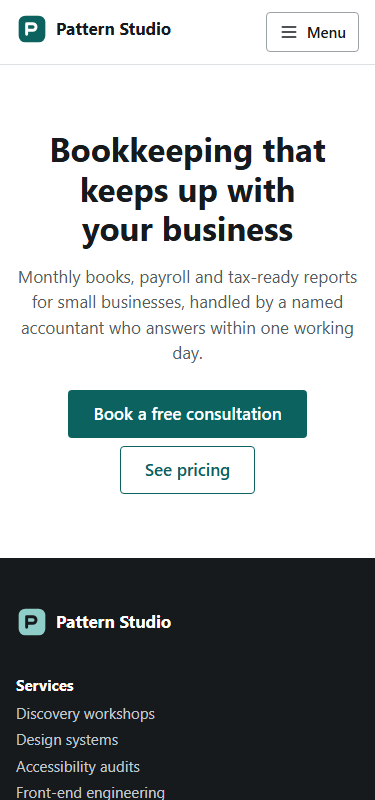 Pattern Studio
Menu
Bookkeeping that
keeps up with
your business
Monthly books, payroll and tax-ready reports
for small businesses, handled by a named
accountant who answers within one working
day.
Book a free consultation
See pricing
Pattern Studio
Services
Discovery workshops
Design systems
Accessibility audits
Front-end engineering